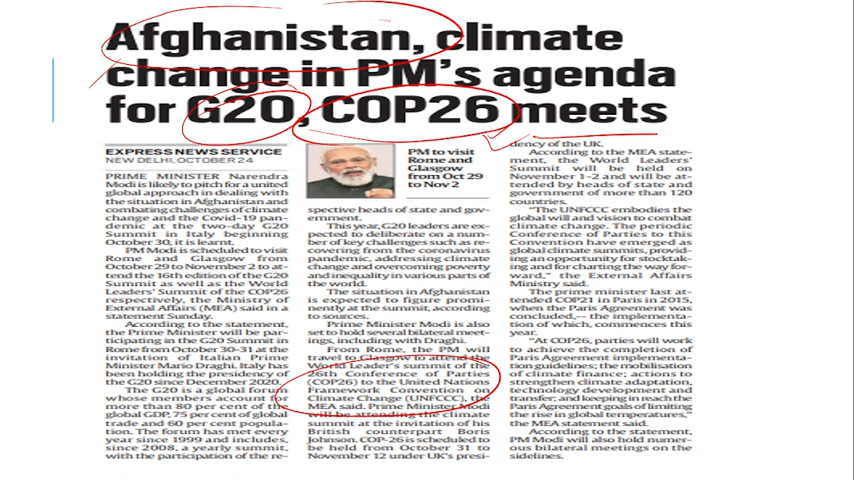 Afghanistan, climate
change in PM's agenda
for G20, COP26 meets
EXPRESS NEWS SERVICE
NEW DELHI, OCTOBER 24
PRIME MINISTER Narendra
Modi is likely to pitch for a united
global approach in dealing with
the situation in Afghanistan and
combating challenges of climate
change and the Covid-19 pan-
demic at the two-day G20
Summit in Italy beginning
October 30, it is learnt.
PM Modi is scheduled to visit
Rome and Glasgow from
October 29 to November 2 to at-
tend the 16th edition of the G20
Summit as well as the World
Leaders' Summit of the COP26
respectively, the Ministry of
External Affairs (MEA) said in a
statement Sunday.
According to the statement,
the Prime Minister will be par-
ticipating in the G20 Summit in
Rome from October 30-31 at the
invitation of Italian Prime
Minister Mario Draghi. Italy has
been holding the presidency of
the G20 since December 2020.
The G20 is a global forum
whose members account for
more than 80 per cent of the
global GDP, 75 per cent of global
trade and 60 per cent popula-
tion. The forum has met every
year since 1999 and includes,
since 2008, a yearly summit,
with the participation of the re-
PM to visit
Rome and
Glasgow
from Oct 29
to Nov 2
spective heads of state and gov-
ernment.
This year, G20 leaders are ex-
pected to deliberate on a num-
ber of key challenges such as re-
covering from the coronavirus
pandemic, addressing climate
change and overcoming poverty
and inequality in various parts of
the world.
The situation in Afghanistan
is expected to figure promi-
nently at the summit, according
to sources.
Prime Minister Modi is also
set to hold several bilateral meet-
ings, including with Draghi.
From Rome, the PM will
travel to Glasgow to attend the
World Leader's summit of the
26th Conference of Parties
(COP26) to the United Nations
Framework Convention on
Climate Change (UNFCCC), the
MEA said. Prime Minister Modi
will be attending the climate
summit at the invitation of his
British counterpart Boris
Johnson. COP-26 is scheduled to
be held from October 31 to
November 12 under UK's presi-
dency of the UK.
According to the MEA state-
ment, the World Leaders'
Summit will be held on
November 1-2 and will be at-
tended by heads of state and
government of more than 120
countries.
"The UNFCCC embodies the
global will and vision to combat
climate change. The periodic
Conference of Parties to this
Convention have emerged as
global climate summits, provid-
ing an opportunity for stocktak-
ing and for charting the way for-
ward," the External Affairs
Ministry said.
The prime minister last at-
tended COP21 in Paris in 2015,
when the Paris Agreement was
concluded,-- the implementa-
tion of which, commences this
year.
"At COP26, parties will work
to achieve the completion of
Paris Agreement implementa-
tion guidelines; the mobilisation
of climate finance; actions to
strengthen climate adaptation,
technology development and
transfer; and keeping in reach the
Paris Agreement goals of limiting
the rise in global temperatures,"
the MEA statement said.
According to the statement,
PM Modi will also hold numer-
ous bilateral meetings on the
sidelines.